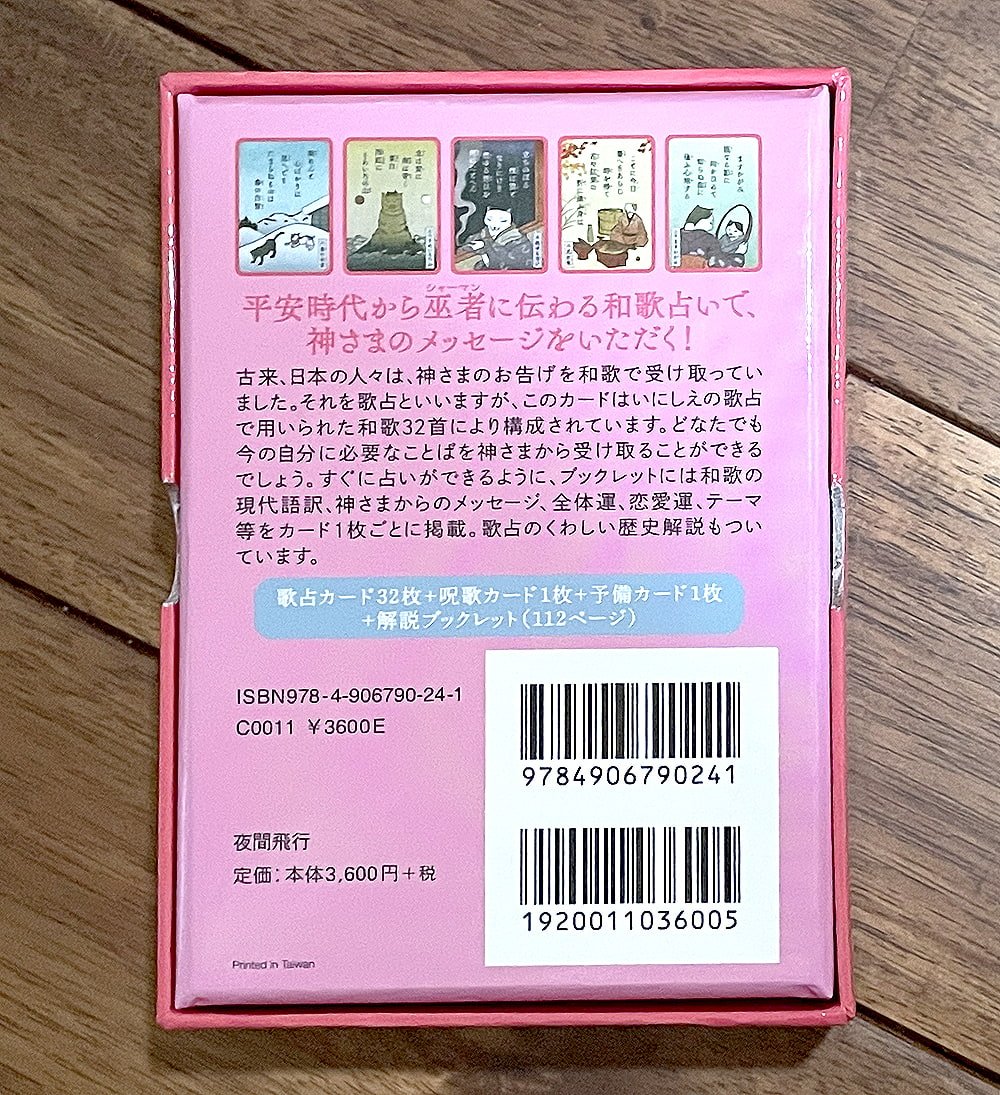 シャーマン
平安時代から巫者に伝わる和歌占いで、
神さまのメッセージをいただく!
古来、日本の人々は、神さまのお告げを和歌で受け取ってい
ました。それを歌占といいますが、このカードはいにしえの歌占
で用いられた和歌32首により構成されています。どなたでも
今の自分に必要なことばを神さまから受け取ることができる
でしょう。すぐに占いができるように、ブックレットには和歌の
現代語訳、神さまからのメッセージ、全体運、恋愛運、テーマ
等をカード1枚ごとに掲載。歌占のくわしい歴史解説もつい
ています。
歌占カード32枚+呪歌カード1枚+予備カード1枚
+解説ブックレット(112ページ)
ISBN978-4-906790-24-1
C0011 ¥3600E
9784906790241
夜間飛行
定価:本体3,600円+税
1920011036005
Printed in Taiwan